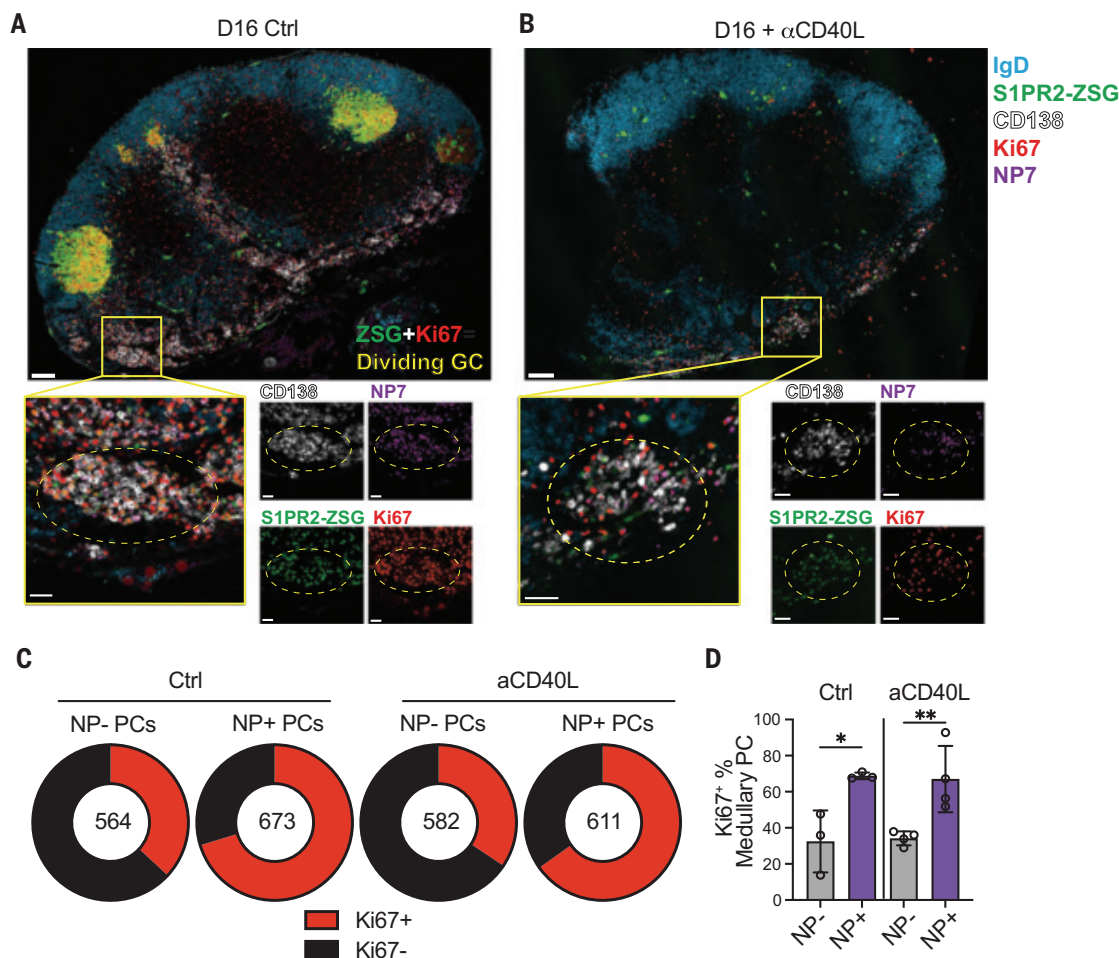 A
D16 Ctrl
ZSG+Ki67=
Dividing GC
CD138
NP7
S1PR2-ZSG
Ki67
B
D16 + αCD40L
IgD
S1PR2-ZSG
CD138
Ki67
NP7
CD138
NP7
S1PR2-ZSG
Ki67
C
Ctrl
aCD40L
NP- PCs
NP+ PCs
NP- PCs
NP+ PCs
564
673
582
611
Ki67+
Ki67-
D
Ctrl
aCD40L
Ki67+ %
Medullary PC
100
80
60
40
20
0
*
**
NP-
NP+
NP-
NP+